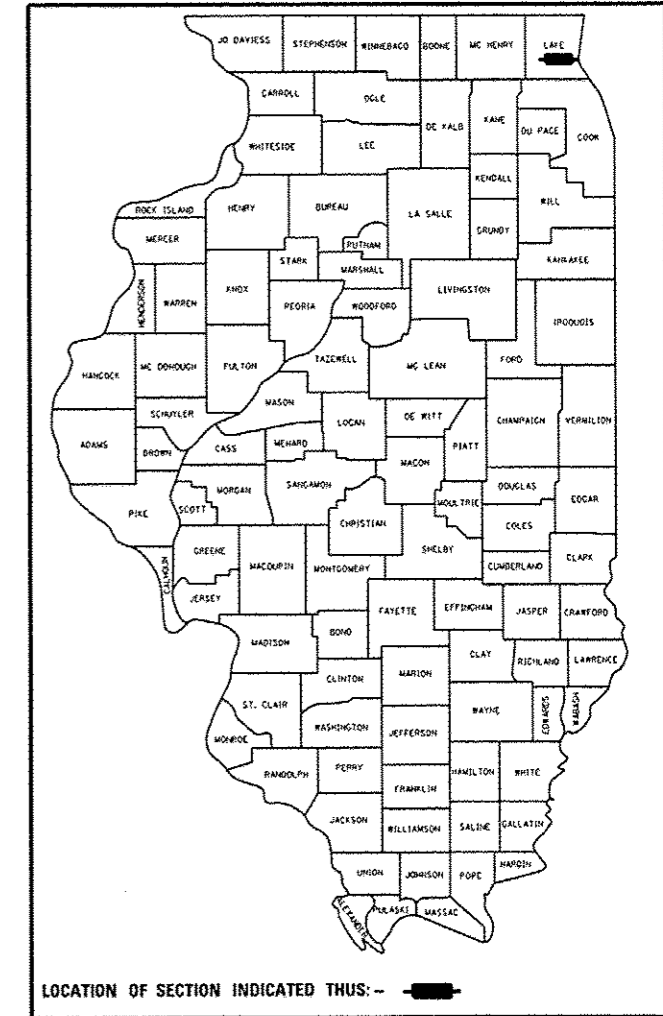 JO DAVIESS STEPHENSON WINNEBAGO BOONE MC HENRY LAKE
CARROLL OGLE DE KALB KANE DU PAGE COOK
WHITESIDE LEE
KENDALL WILL
ROCK ISLAND HENRY BUREAU LA SALLE GRUNDY
MERCER PUTNAM KANKAKEE
STARK MARSHALL
HENDERSON WARREN KNOX PEORIA WOODFORD LIVINGSTON IROQUOIS
HANCOCK MC DONOUGH FULTON TAZEWELL MC LEAN FORD
SCHUYLER MASON LOGAN DE WITT CHAMPAIGN VERMILION
ADAMS BROWN CASS MENARD MACON PIATT
PIKE SCOTT MORGAN SANGAMON MOULTRIE DOUGLAS EDGAR
CHRISTIAN COLES
CALHOUN GREENE MACOUPIN MONTGOMERY SHELBY CUMBERLAND CLARK
JERSEY FAYETTE EFFINGHAM JASPER CRAWFORD
MADISON BOND
CLAY RICHLAND LAWRENCE
CLINTON MARION
ST. CLAIR WAYNE EDWARDS WABASH
WASHINGTON JEFFERSON
MONROE
RANDOLPH PERRY HAMILTON WHITE
FRANKLIN
JACKSON WILLIAMSON SALINE GALLATIN
UNION JOHNSON POPE HARDIN
ALEXANDER PULASKI MASSAC
LOCATION OF SECTION INDICATED THUS:-